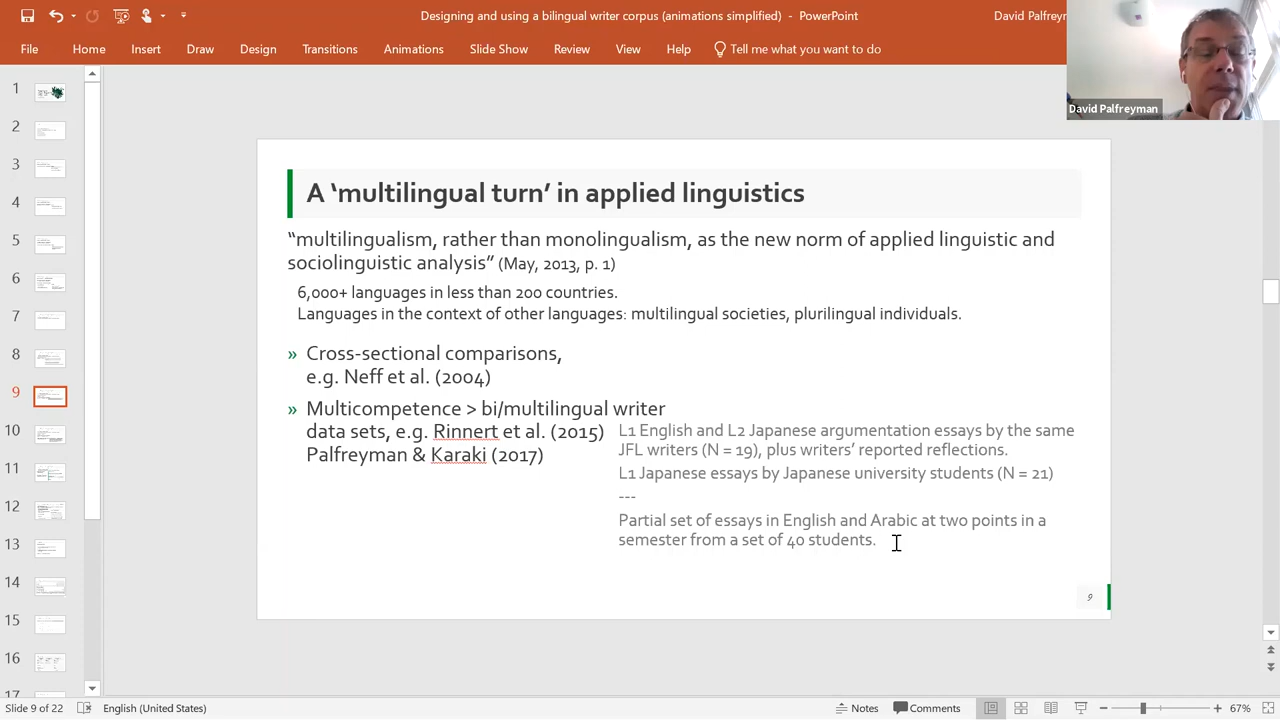 Designing and using a bilingual writer corpus (animations simplified) - PowerPoint
David Palfreym
File Home Insert Draw Design Transitions Animations Slide Show Review View Help Tell me what you want to do
David Palfreyman
1
2
3
4
5
6
7
8
9
10
11
12
13
14
15
16
17
A ‘multilingual turn’ in applied linguistics
“multilingualism, rather than monolingualism, as the new norm of applied linguistic and
sociolinguistic analysis” (May, 2013, p. 1)
6,000+ languages in less than 200 countries.
Languages in the context of other languages: multilingual societies, plurilingual individuals.
» Cross-sectional comparisons,
e.g. Neff et al. (2004)
» Multicompetence > bi/multilingual writer
data sets, e.g. Rinnert et al. (2015)
Palfreyman & Karaki (2017)
L1 English and L2 Japanese argumentation essays by the same
JFL writers (N = 19), plus writers’ reported reflections.
L1 Japanese essays by Japanese university students (N = 21)
---
Partial set of essays in English and Arabic at two points in a
semester from a set of 40 students.
9
Slide 9 of 22 English (United States) Notes Comments 67%